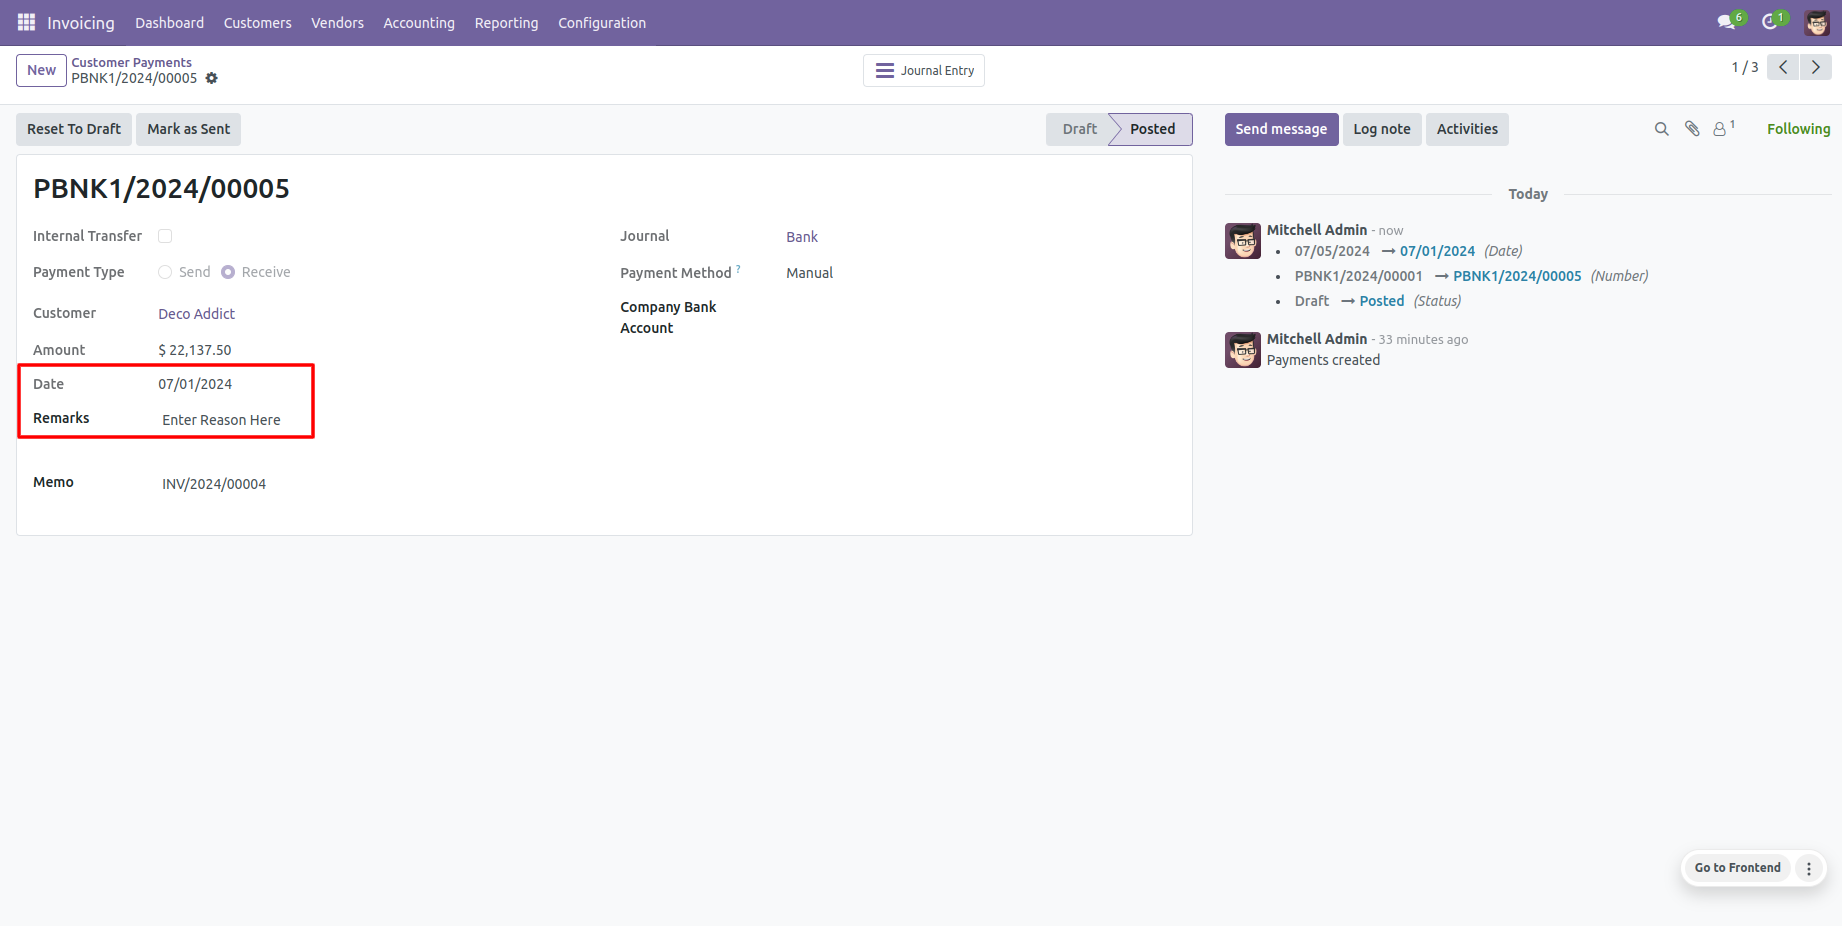 Invoicing Dashboard Customers Vendors Accounting Reporting Configuration 6 1
New Customer Payments
PBNK1/2024/00005
Journal Entry
1 / 3
Reset To Draft Mark as Sent Draft Posted
PBNK1/2024/00005
Internal Transfer
Journal Bank
Payment Type Send Receive
Payment Method ? Manual
Customer Deco Addict
Company Bank
Account
Amount $ 22,137.50
Date 07/01/2024
Remarks Enter Reason Here
Memo INV/2024/00004
Send message Log note Activities 1 Following
Today
Mitchell Admin - now
• 07/05/2024 → 07/01/2024 (Date)
• PBNK1/2024/00001 → PBNK1/2024/00005 (Number)
• Draft → Posted (Status)
Mitchell Admin - 33 minutes ago
Payments created
Go to Frontend